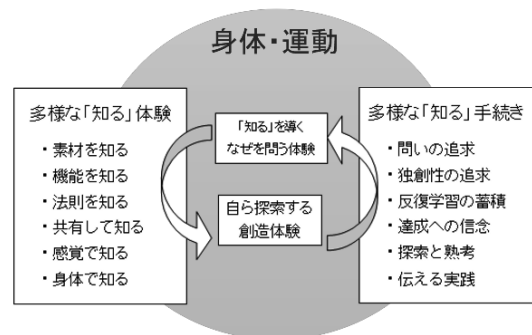 身体・運動
多様な「知る」体験
・素材を知る
・機能を知る
・法則を知る
・共有して知る
・感覚で知る
・身体で知る
「知る」を導く
なぜを問う体験
自ら探索する
創造体験
多様な「知る」手続き
・問いの追求
・独創性の追求
・反復学習の蓄積
・達成への信念
・探索と熟考
・伝える実践